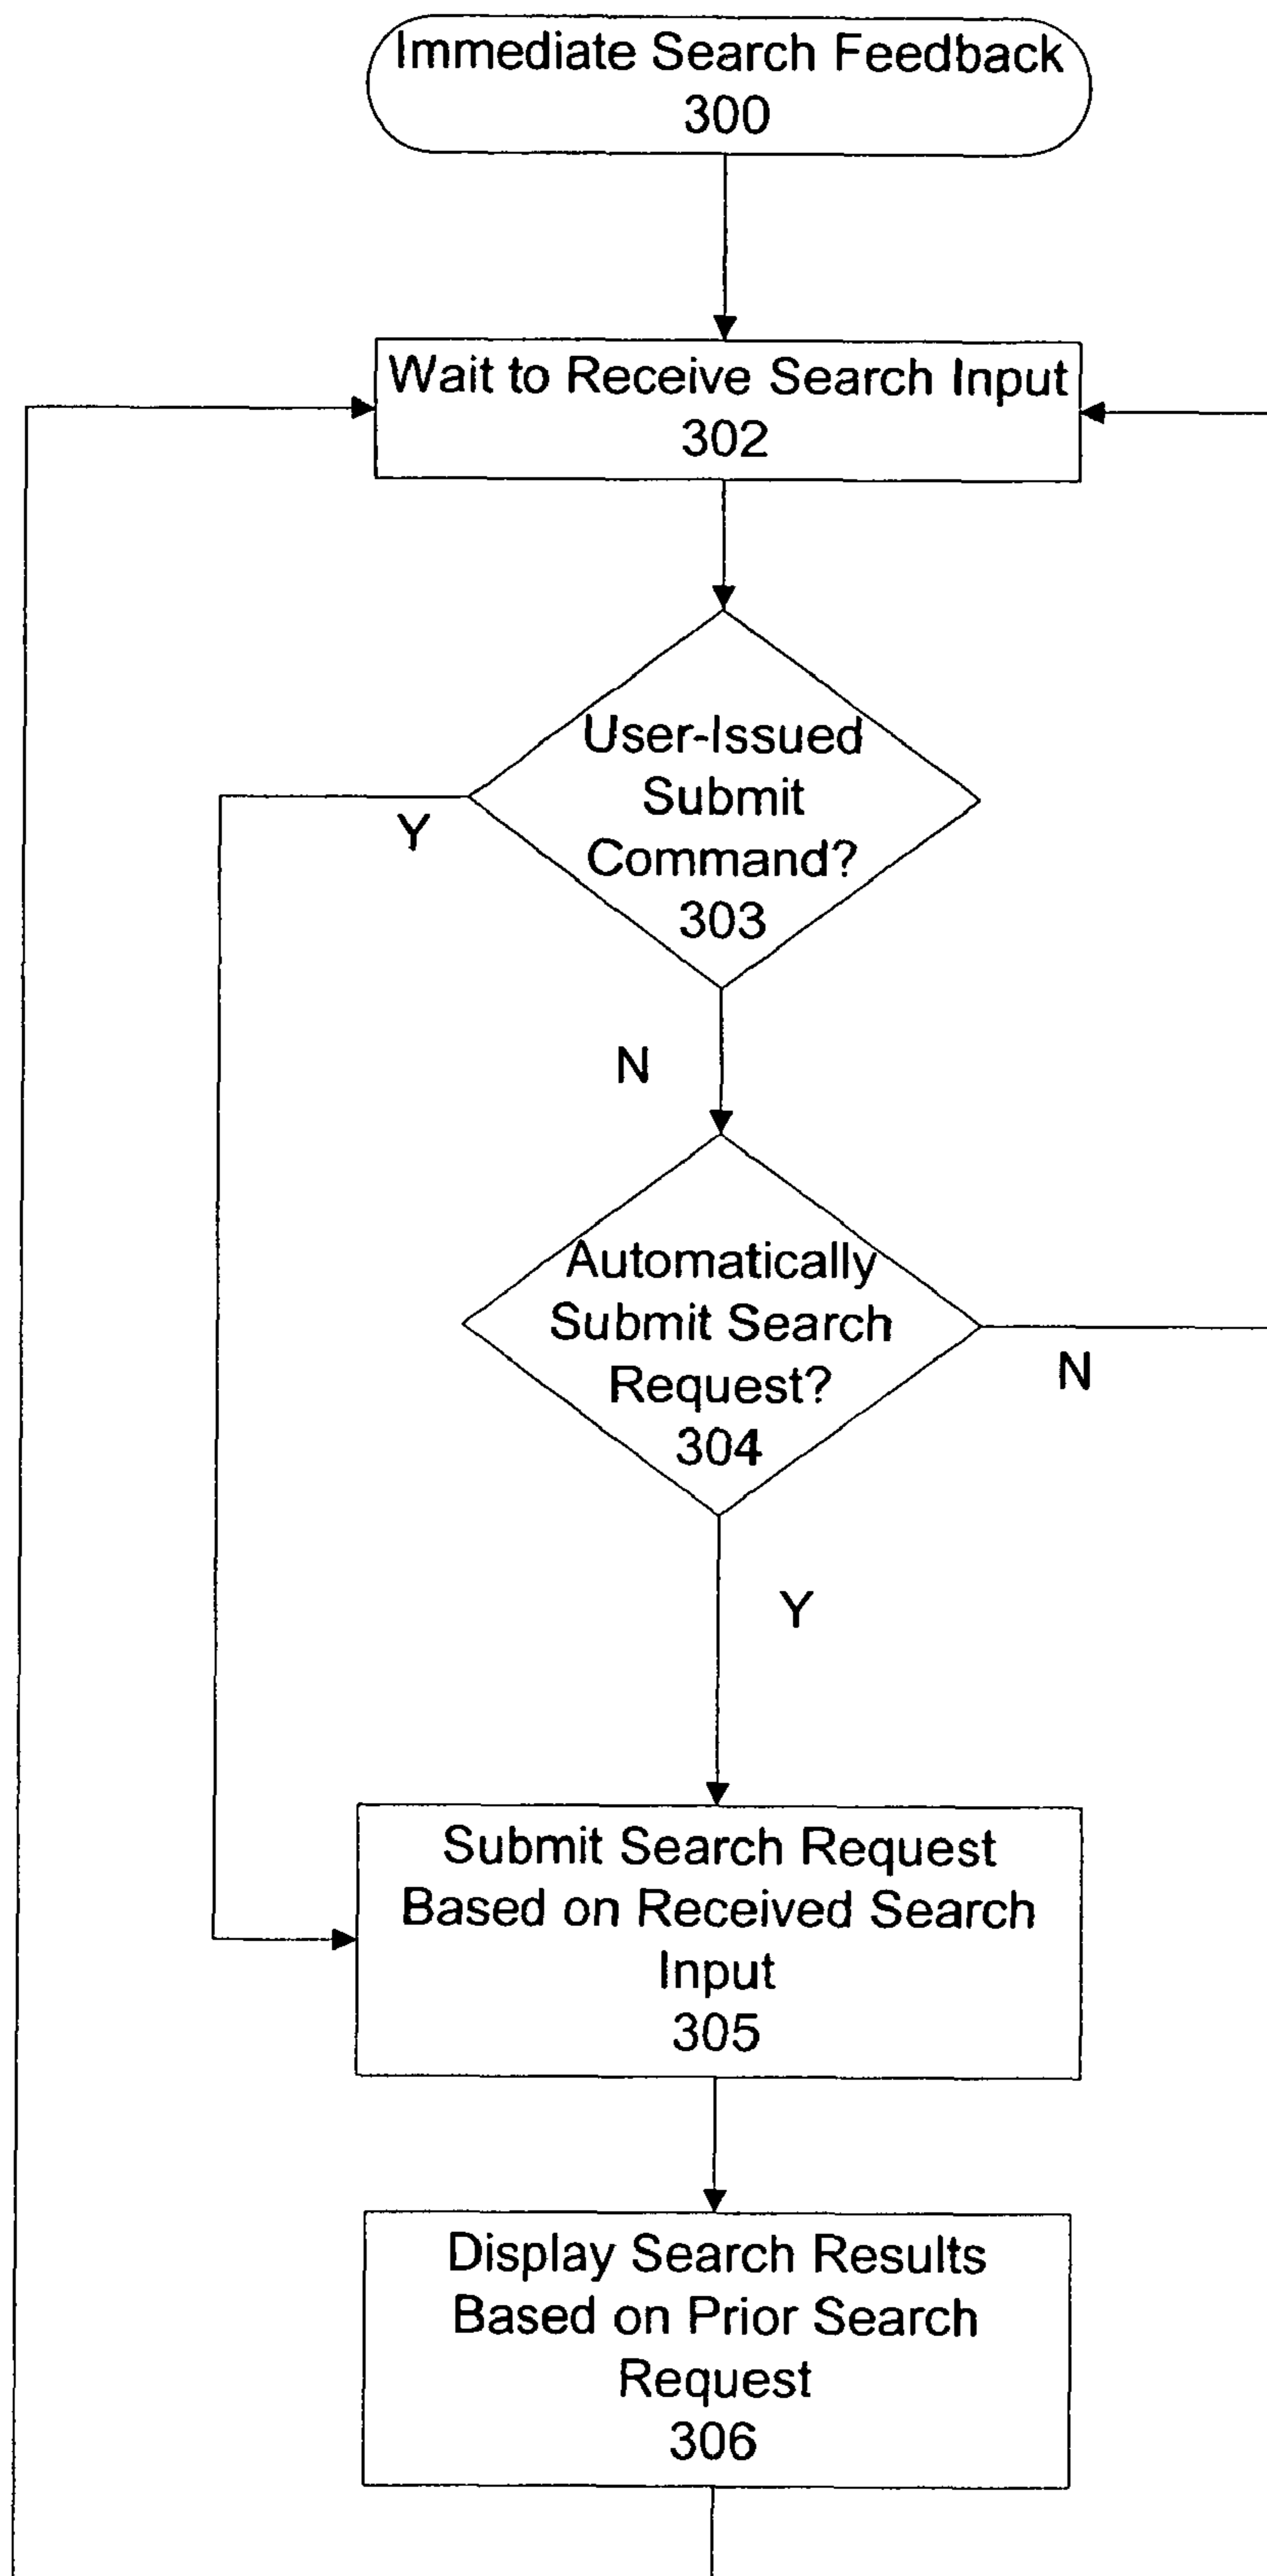 Immediate Search Feedback
300
Wait to Receive Search Input
302
User-Issued
Submit
Command?
303
Y
N
Automatically
Submit Search
Request?
304
N
Y
Submit Search Request
Based on Received Search
Input
305
Display Search Results
Based on Prior Search
Request
306